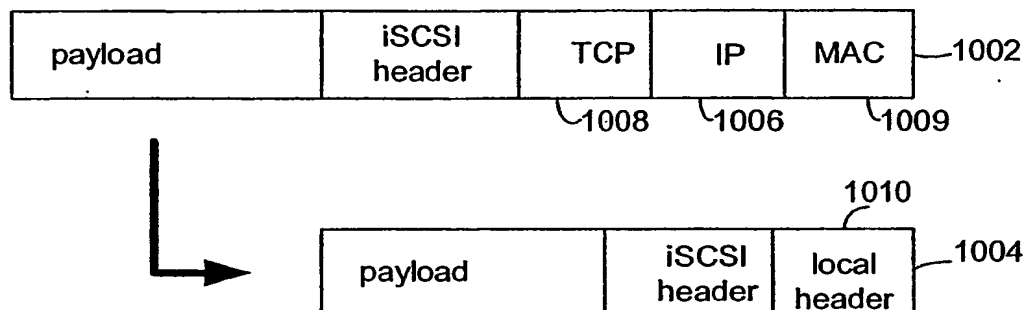 payload
iSCSI
header
TCP
IP
MAC
1002
1008
1006
1009
1010
payload
iSCSI
header
local
header
1004